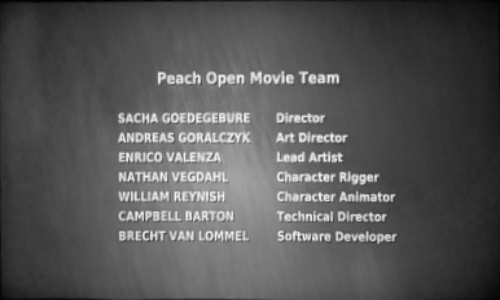 Peach Open Movie Team
SACHA GOEDEGEBURE Director
ANDREAS GORALCZYK Art Director
ENRICO VALENZA Lead Artist
NATHAN VEGDAHL Character Rigger
WILLIAM REYNISH Character Animator
CAMPBELL BARTON Technical Director
BRECHT VAN LOMMEL Software Developer